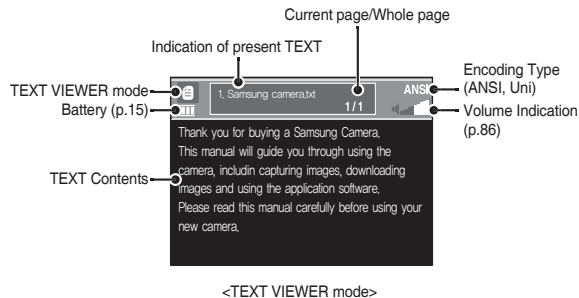 Current page/Whole page
Indication of present TEXT
TEXT VIEWER mode
Battery (p.15)
TEXT Contents
1. Samsung camera.txt
1/1
ANSI
Encoding Type
(ANSI, Uni)
Volume Indication
(p.86)
Thank you for buying a Samsung Camera.
This manual will guide you through using the
camera, includin capturing images, downloading
images and using the application software.
Please read this manual carefully before using your
new camera.
<TEXT VIEWER mode>